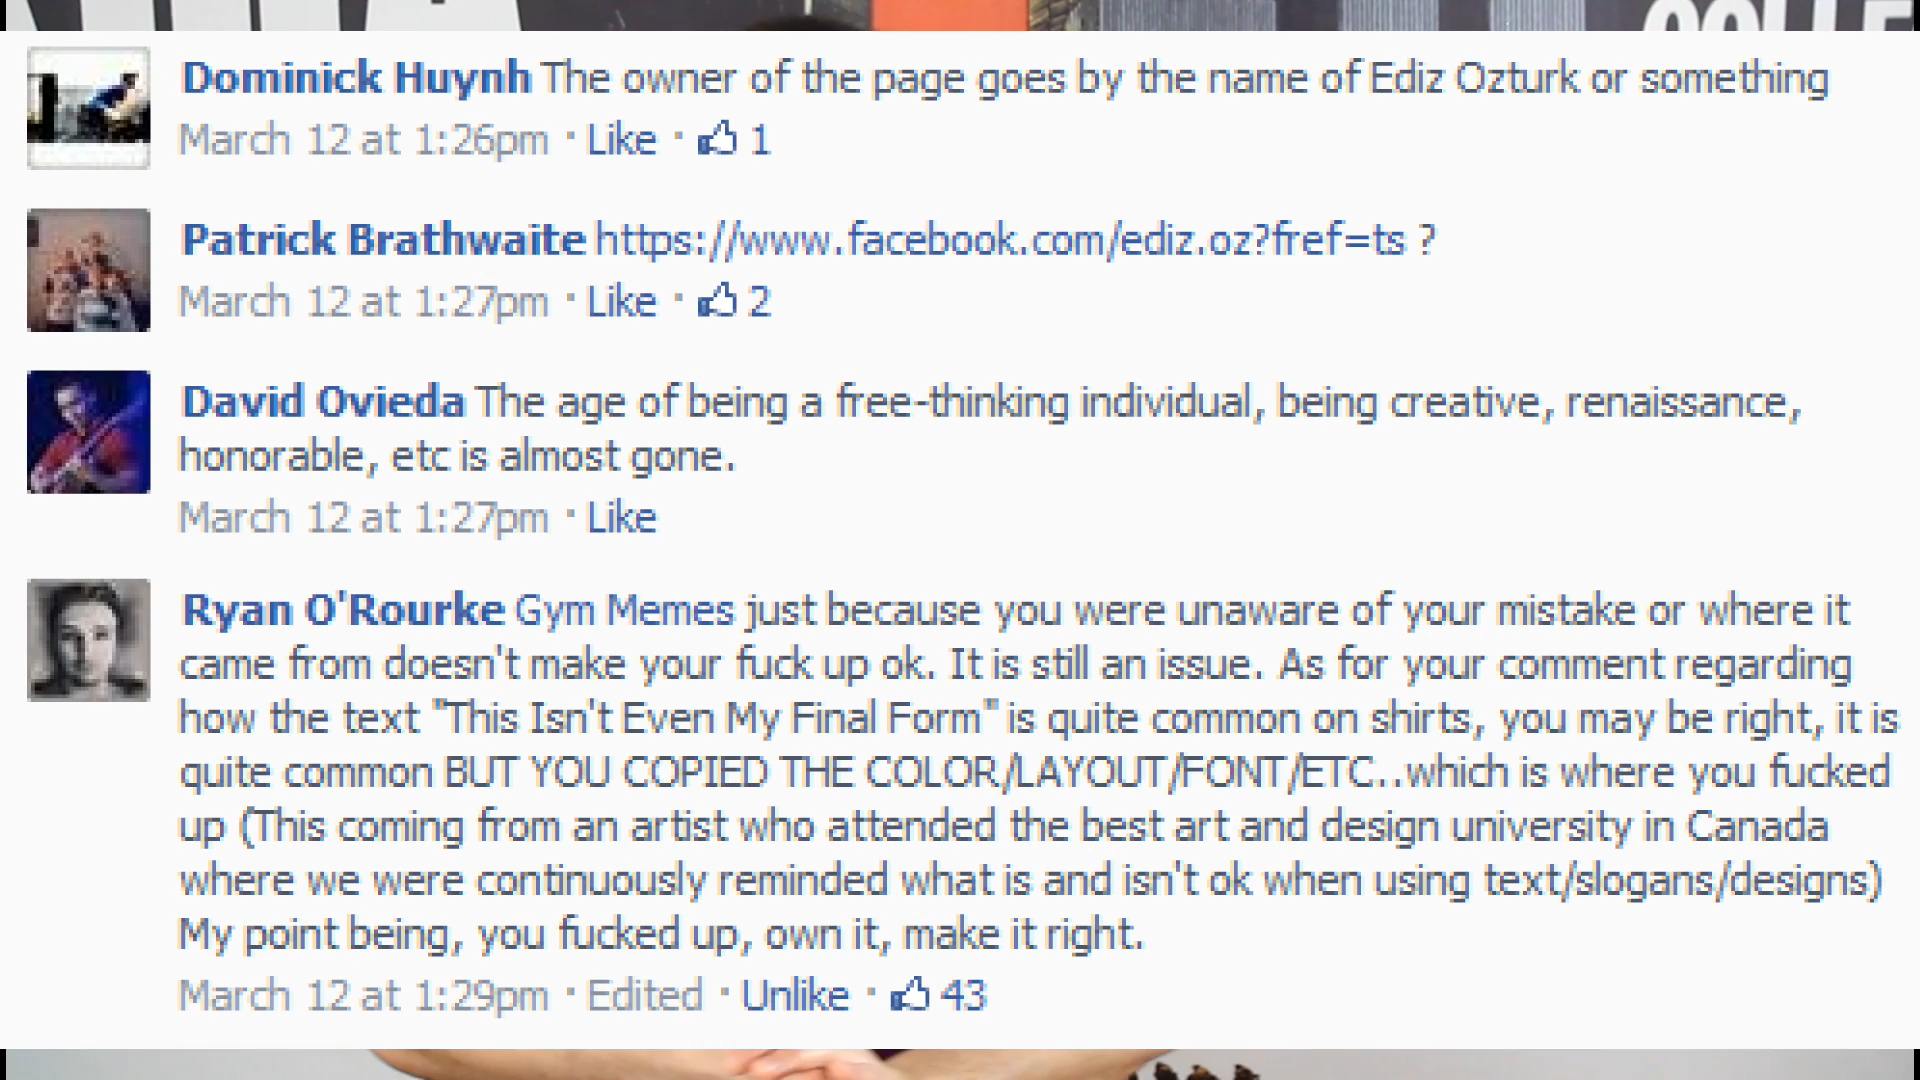 Dominick Huynh The owner of the page goes by the name of Ediz Ozturk or something
March 12 at 1:26pm · Like · 1
Patrick Brathwaite https://www.facebook.com/ediz.oz?fref=ts ?
March 12 at 1:27pm · Like · 2
David Ovieda The age of being a free-thinking individual, being creative, renaissance,
honorable, etc is almost gone.
March 12 at 1:27pm · Like
Ryan O'Rourke Gym Memes just because you were unaware of your mistake or where it
came from doesn't make your fuck up ok. It is still an issue. As for your comment regarding
how the text "This Isn't Even My Final Form" is quite common on shirts, you may be right, it is
quite common BUT YOU COPIED THE COLOR/LAYOUT/FONT/ETC..which is where you fucked
up (This coming from an artist who attended the best art and design university in Canada
where we were continuously reminded what is and isn't ok when using text/slogans/designs)
My point being, you fucked up, own it, make it right.
March 12 at 1:29pm · Edited · Unlike · 43